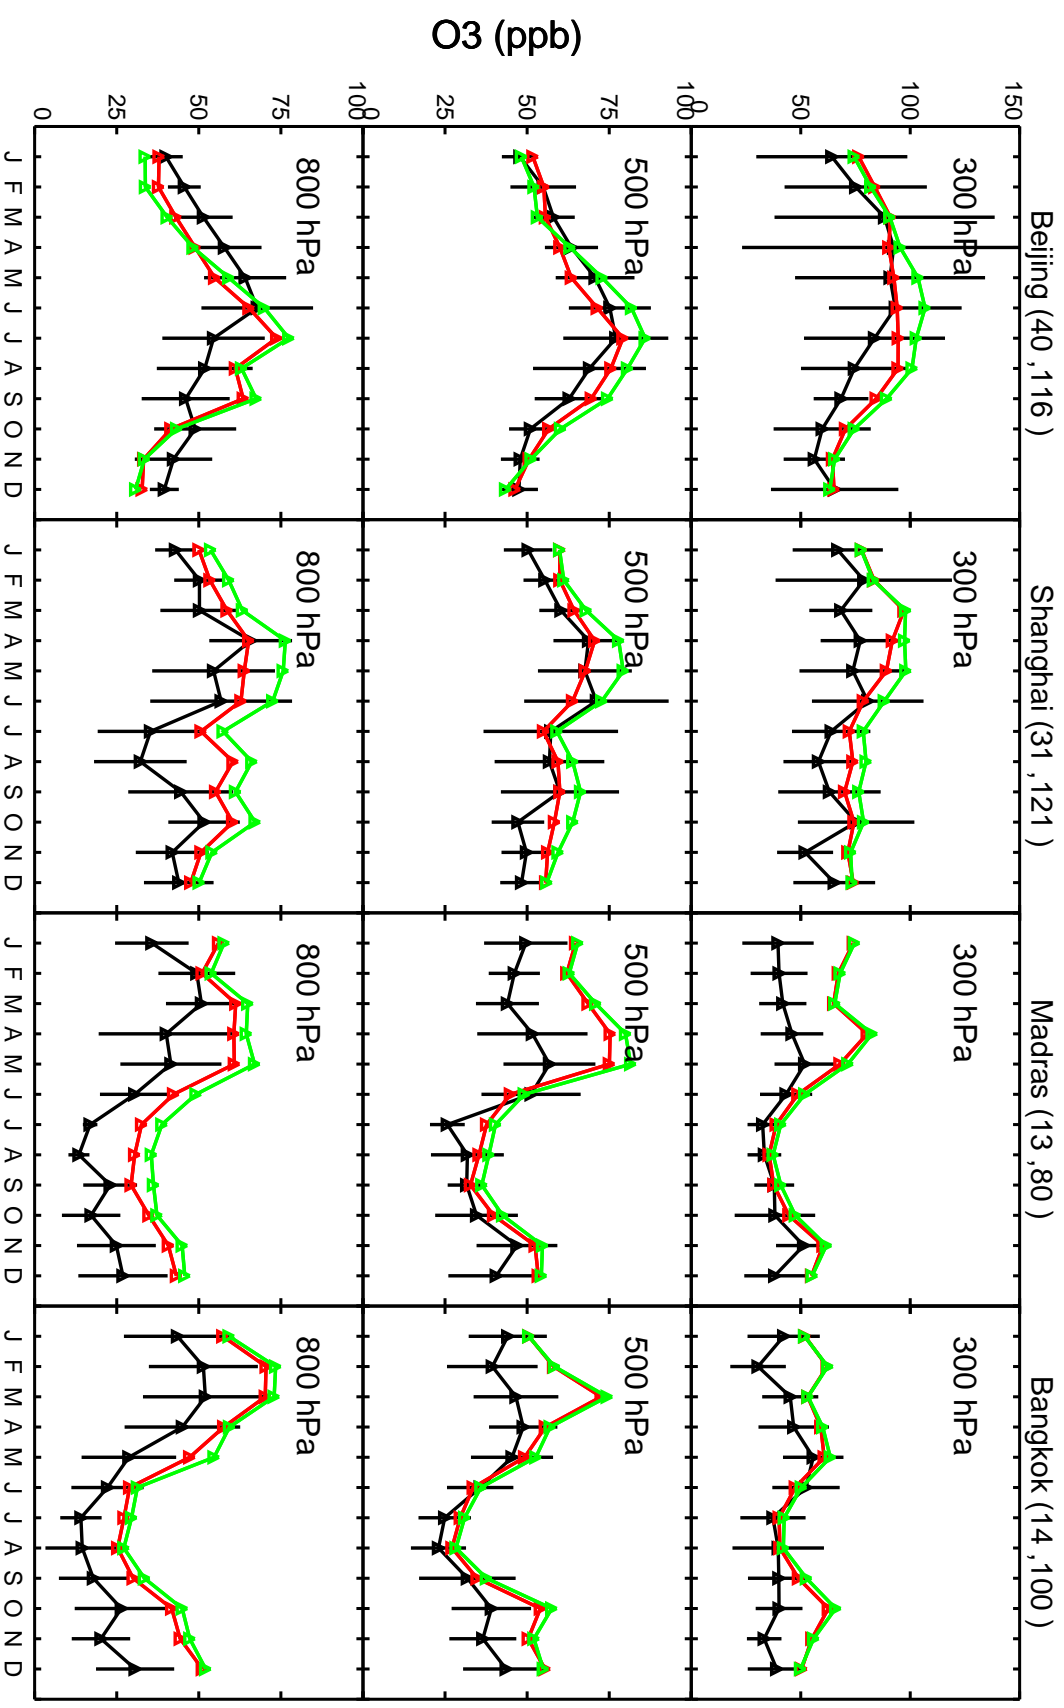 Beijing (40 ,116 )
Shanghai (31 ,121 )
Madras (13 ,80 )
Bangkok (14 ,100 )
O3 (ppb)
150
100
50
0
300 hPa
300 hPa
300 hPa
300 hPa
100
75
50
25
0
500 hPa
500 hPa
500 hPa
500 hPa
100
75
50
25
0
800 hPa
800 hPa
800 hPa
800 hPa
J F M A M J J A S O N D
J F M A M J J A S O N D
J F M A M J J A S O N D
J F M A M J J A S O N D